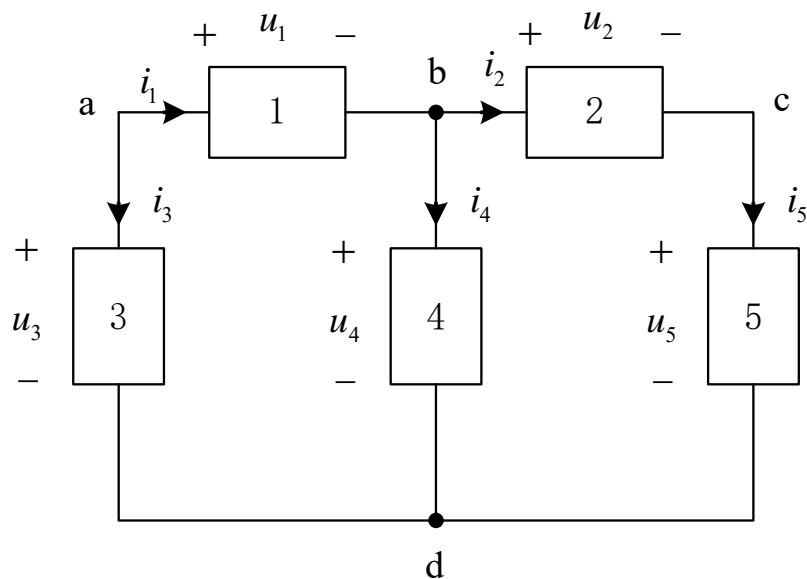 + u₁ − + u₂ −
a i₁ 1 b i₂ 2 c
i₃ i₄ i₅
+ + +
u₃ 3 u₄ 4 u₅ 5
− − −
d